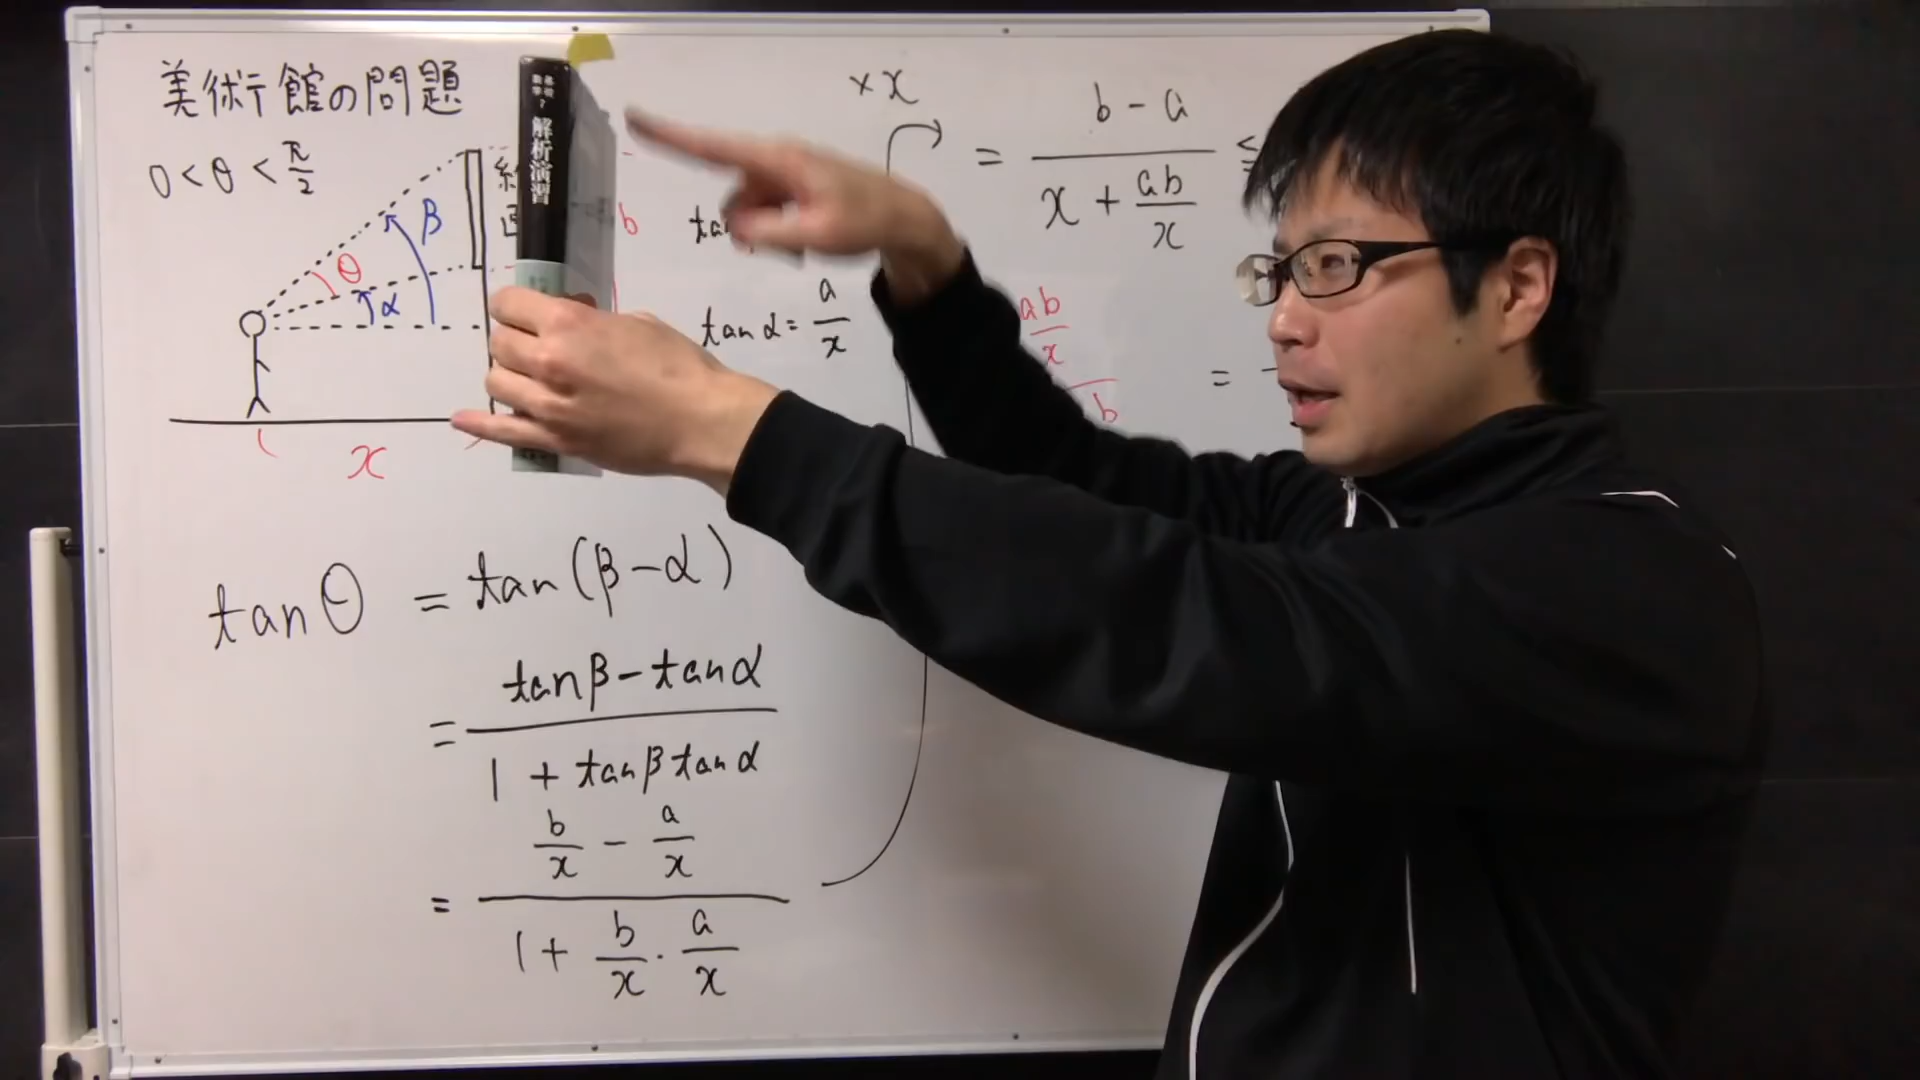 美術館の問題
0 < θ < π/2
β
θ
α
x
b
解析演習
tan α = a/x
× x
= (b - a)/(x + ab/x) ≤
ab/x
b
=
tan θ = tan (β - α)
= (tan β - tan α)/(1 + tan β tan α)
= (b/x - a/x)/(1 + b/x · a/x)